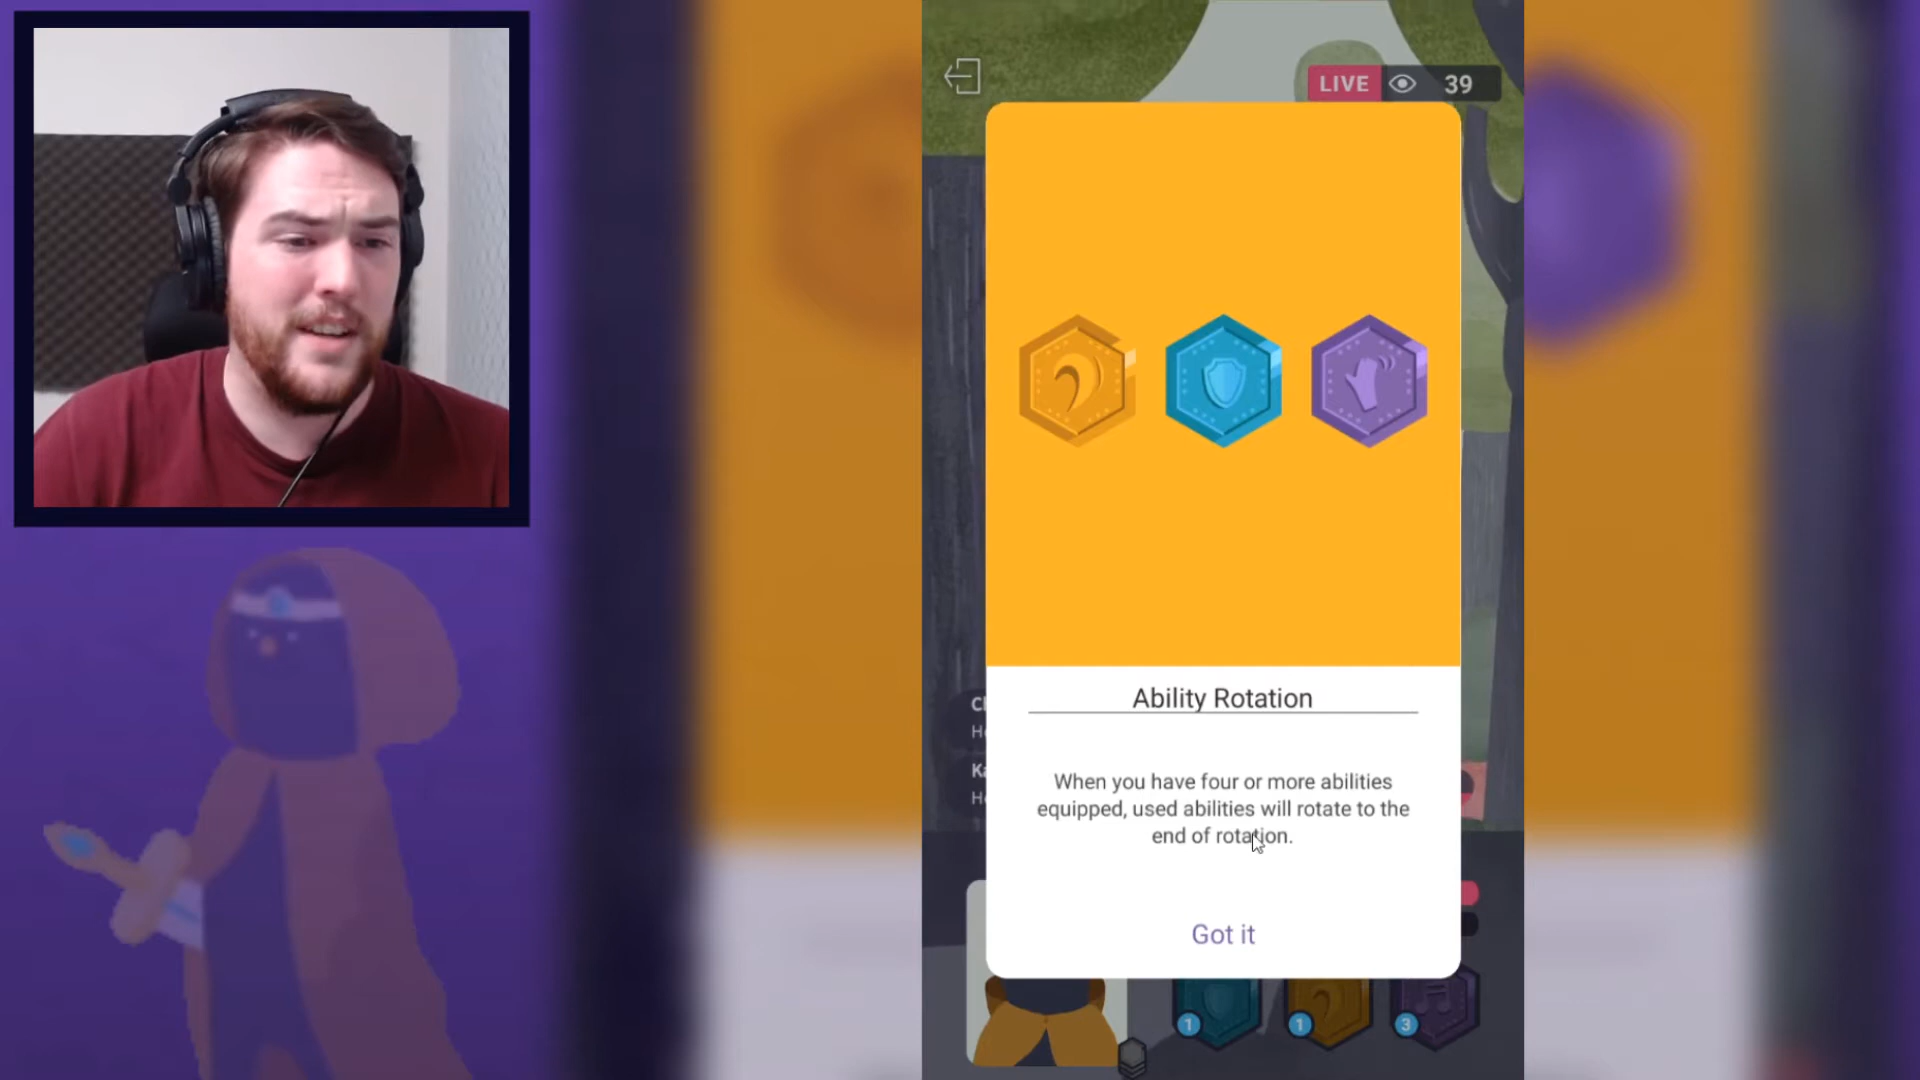 LIVE 39
Ability Rotation
When you have four or more abilities
equipped, used abilities will rotate to the
end of rotation.
Got it
1 1 3